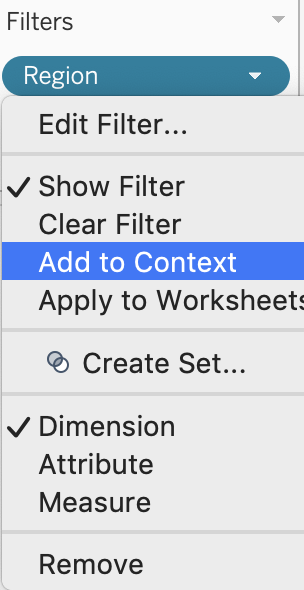 Filters
Region
Edit Filter...
Show Filter
Clear Filter
Add to Context
Apply to Worksheets
Create Set...
Dimension
Attribute
Measure
Remove